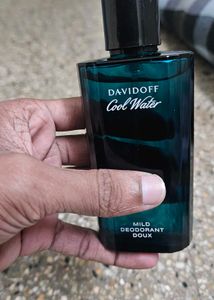 DAVIDOFF
Cool Water
MILD
DEODORANT
DOUX